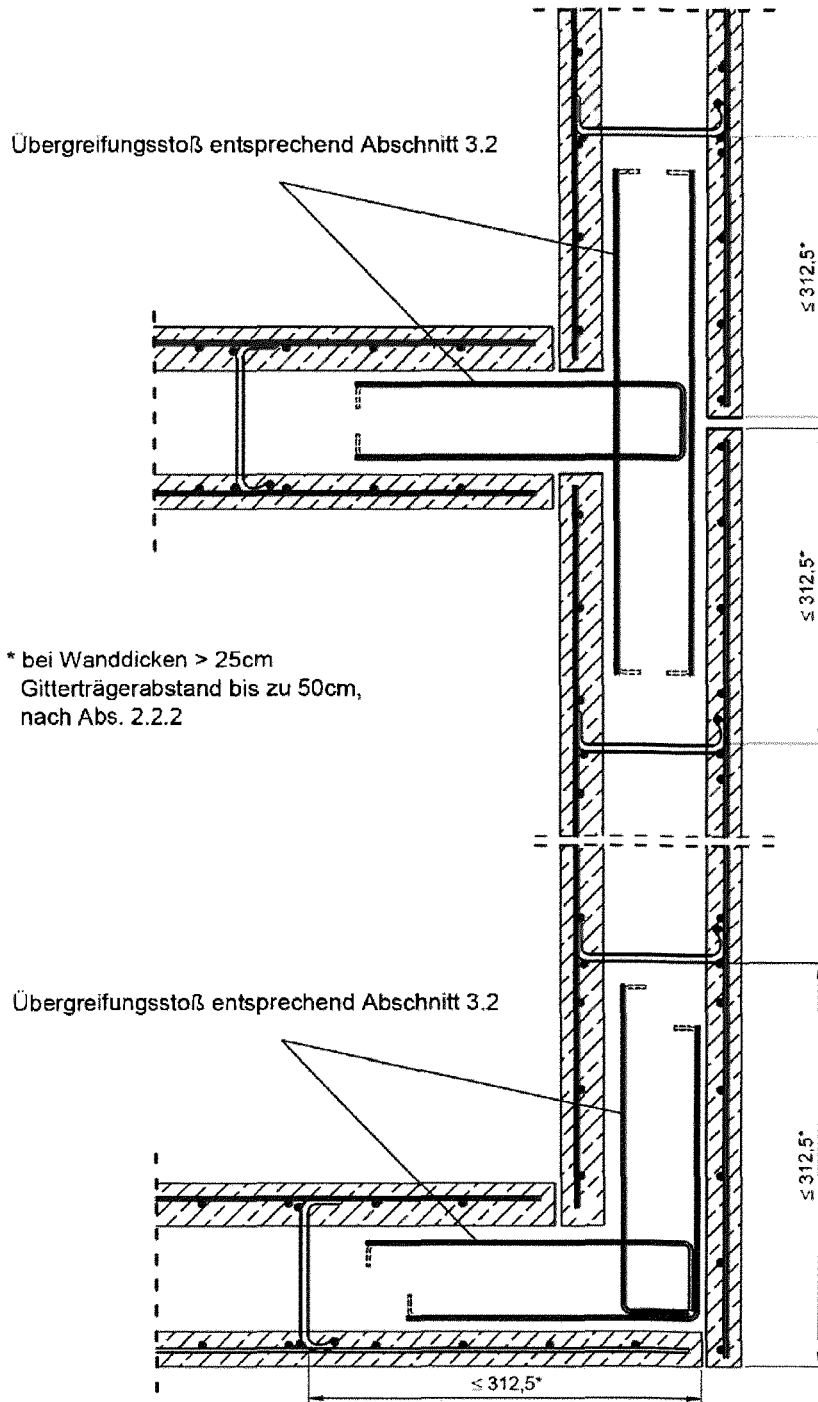 Übergreifungsstoß entsprechend Abschnitt 3.2
≤ 312,5*
≤ 312,5*
* bei Wanddicken > 25cm
Gitterträgerabstand bis zu 50cm,
nach Abs. 2.2.2
Übergreifungsstoß entsprechend Abschnitt 3.2
≤ 312,5*
≤ 312,5*